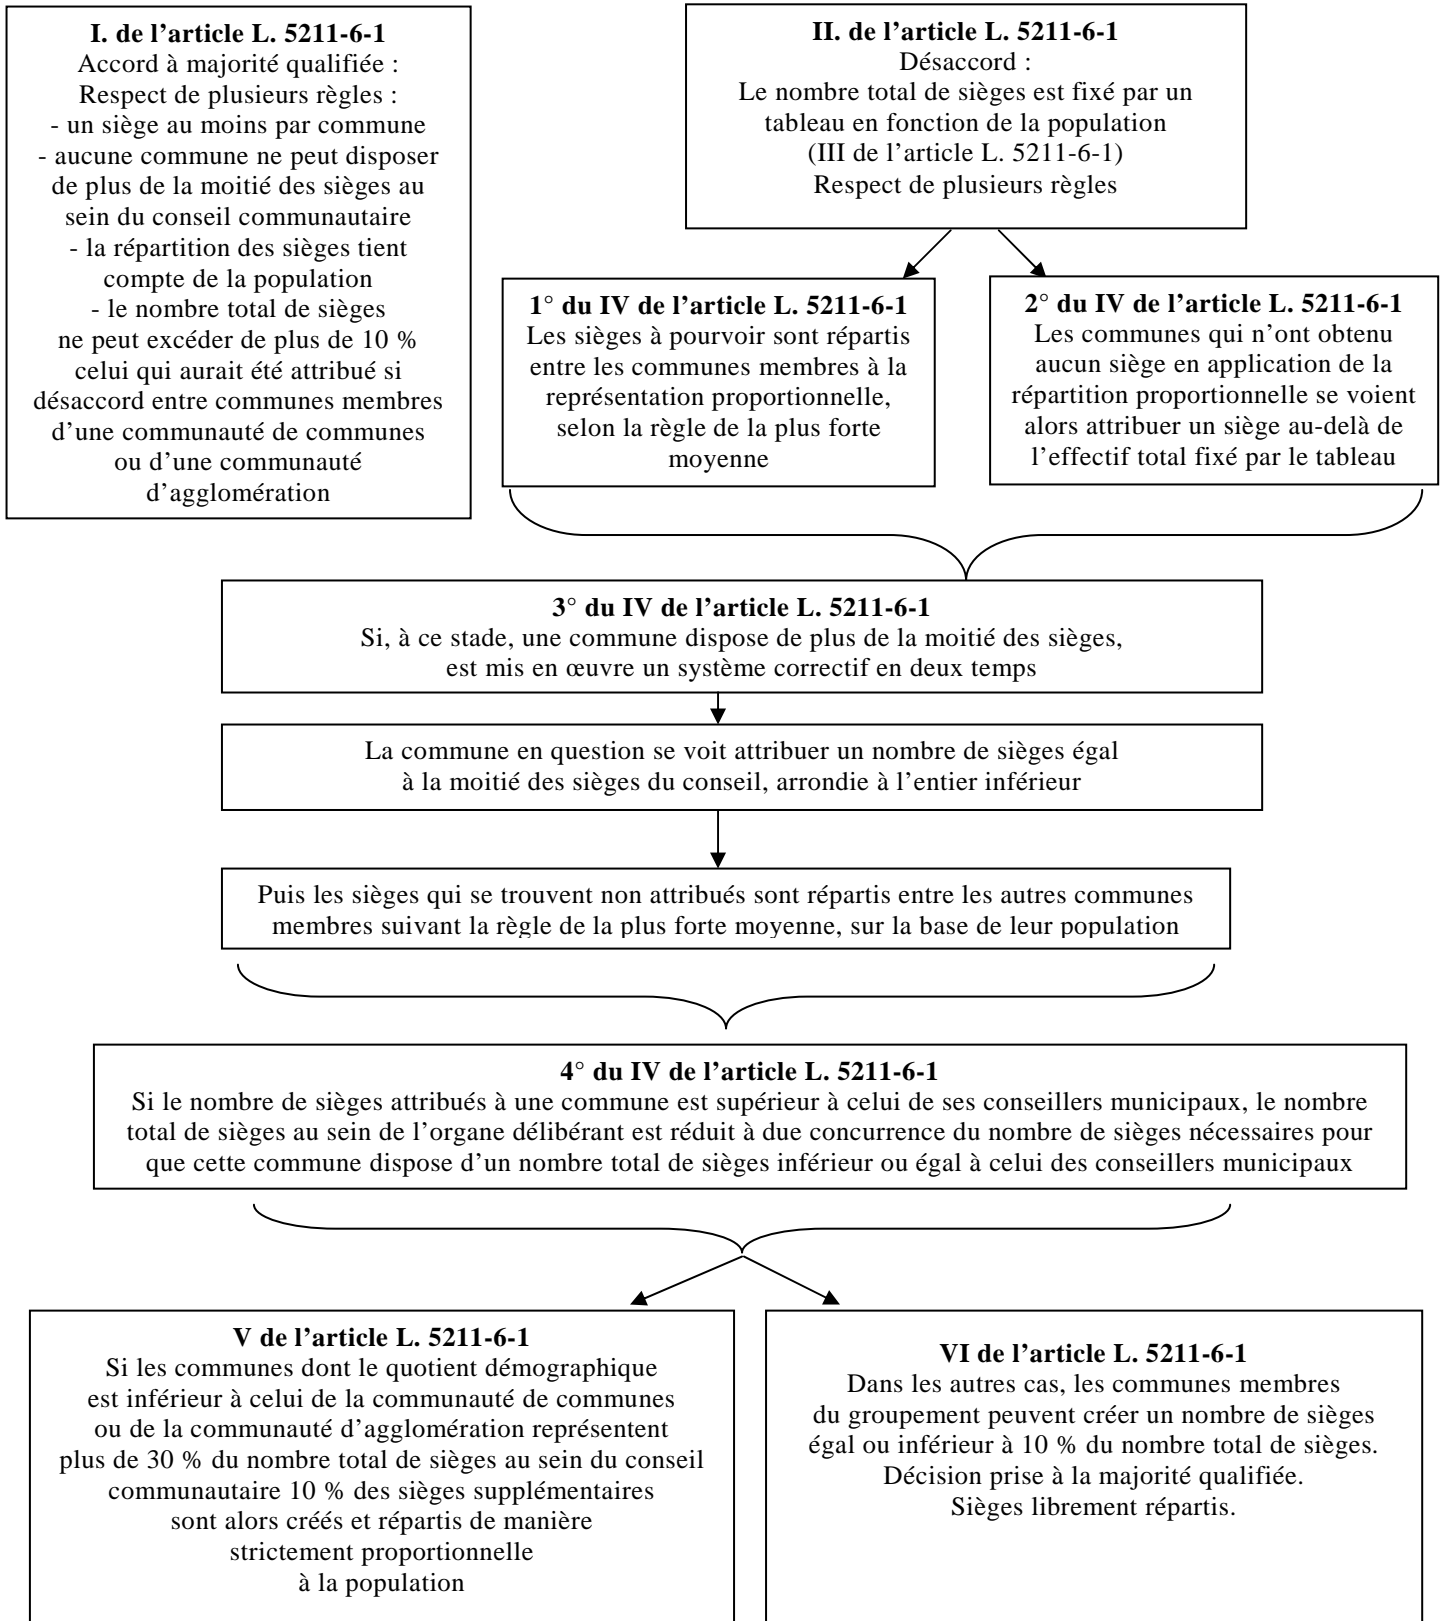 I. de l'article L. 5211-6-1
Accord à majorité qualifiée :
Respect de plusieurs règles :
- un siège au moins par commune
- aucune commune ne peut disposer
de plus de la moitié des sièges au
sein du conseil communautaire
- la répartition des sièges tient
compte de la population
- le nombre total de sièges
ne peut excéder de plus de 10 %
celui qui aurait été attribué si
désaccord entre communes membres
d'une communauté de communes
ou d'une communauté
d'agglomération
II. de l'article L. 5211-6-1
Désaccord :
Le nombre total de sièges est fixé par un
tableau en fonction de la population
(III de l'article L. 5211-6-1)
Respect de plusieurs règles
1° du IV de l'article L. 5211-6-1
Les sièges à pourvoir sont répartis
entre les communes membres à la
représentation proportionnelle,
selon la règle de la plus forte
moyenne
2° du IV de l'article L. 5211-6-1
Les communes qui n'ont obtenu
aucun siège en application de la
répartition proportionnelle se voient
alors attribuer un siège au-delà de
l'effectif total fixé par le tableau
3° du IV de l'article L. 5211-6-1
Si, à ce stade, une commune dispose de plus de la moitié des sièges,
est mis en œuvre un système correctif en deux temps
La commune en question se voit attribuer un nombre de sièges égal
à la moitié des sièges du conseil, arrondie à l'entier inférieur
Puis les sièges qui se trouvent non attribués sont répartis entre les autres communes
membres suivant la règle de la plus forte moyenne, sur la base de leur population
4° du IV de l'article L. 5211-6-1
Si le nombre de sièges attribués à une commune est supérieur à celui de ses conseillers municipaux, le nombre
total de sièges au sein de l'organe délibérant est réduit à due concurrence du nombre de sièges nécessaires pour
que cette commune dispose d'un nombre total de sièges inférieur ou égal à celui des conseillers municipaux
V de l'article L. 5211-6-1
Si les communes dont le quotient démographique
est inférieur à celui de la communauté de communes
ou de la communauté d'agglomération représentent
plus de 30 % du nombre total de sièges au sein du conseil
communautaire 10 % des sièges supplémentaires
sont alors créés et répartis de manière
strictement proportionnelle
à la population
VI de l'article L. 5211-6-1
Dans les autres cas, les communes membres
du groupement peuvent créer un nombre de sièges
égal ou inférieur à 10 % du nombre total de sièges.
Décision prise à la majorité qualifiée.
Sièges librement répartis.